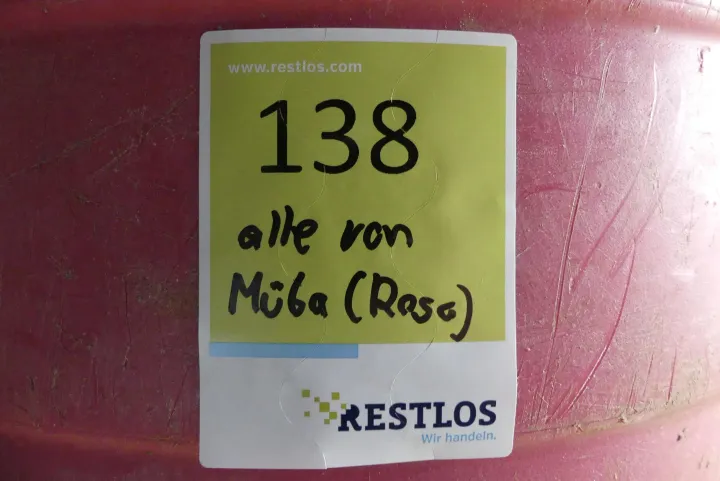 www.restlos.com
138
alle von
Müba (Rosa)
RESTLOS
Wir handeln.